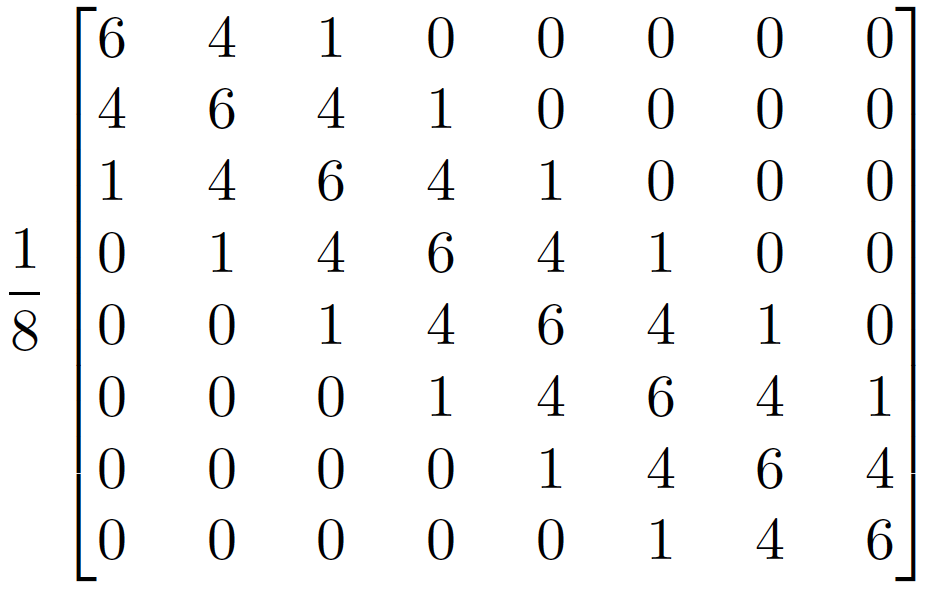 6 4 1 0 0 0 0 0
4 6 4 1 0 0 0 0
1 4 6 4 1 0 0 0
1/8 0 1 4 6 4 1 0 0
0 0 1 4 6 4 1 0
0 0 0 1 4 6 4 1
0 0 0 0 1 4 6 4
0 0 0 0 0 1 4 6